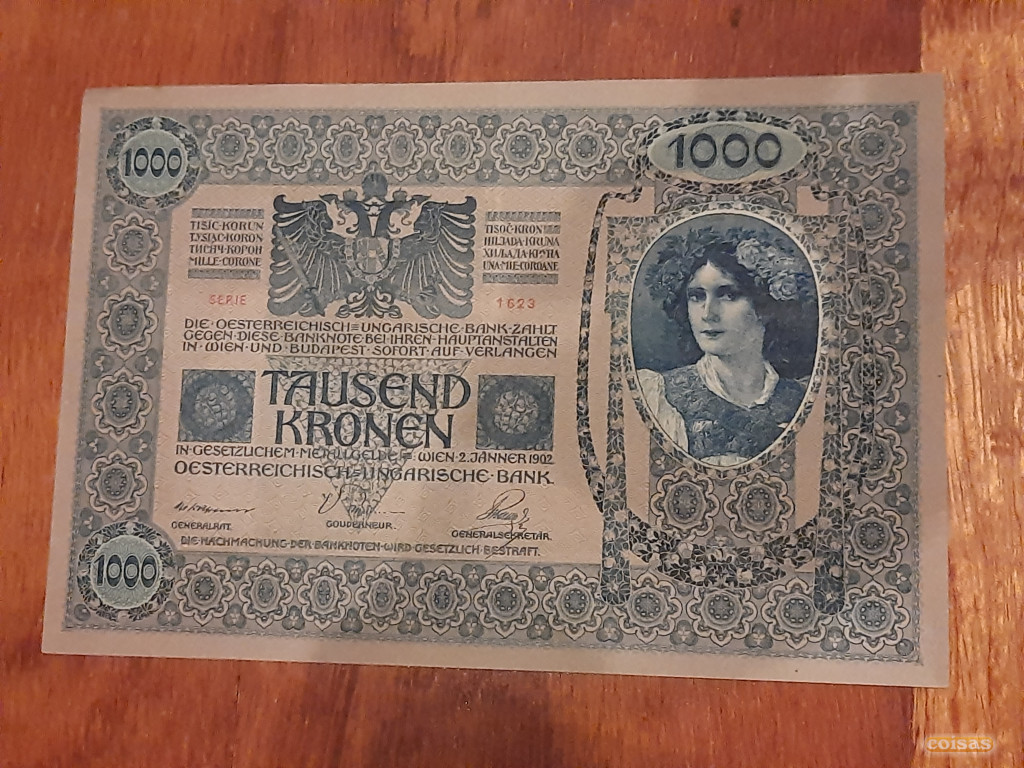 1000
1000
TISÍC·KORUN
TYSIĄC·KORON
ТИСЯЧ·КОРОН
MILLE·CORONE
TISOČ·KRON
HILJADA·KRUNA
ХИЉАДА·КРУНА
UNA·MIE·COROANE
SERIE
1623
DIE·OESTERREICHISCH=UNGARISCHE·BANK·ZAHLT
GEGEN·DIESE·BANKNOTE·BEI·IHREN·HAUPTANSTALTEN
IN·WIEN·UND·BUDAPEST·SOFORT·AUF·VERLANGEN
TAUSEND
KRONEN
IN·GESETZLICHEM·METALLGELDE=WIEN·2.JÄNNER 1902
OESTERREICHISCH=UNGARISCHE·BANK.
GENERALRAT.
GOUVERNEUR.
GENERALSEKRETÄR.
DIE·NACHMACHUNG·DER·BANKNOTEN·WIRD·GESETZLICH·BESTRAFT.
1000
coisas